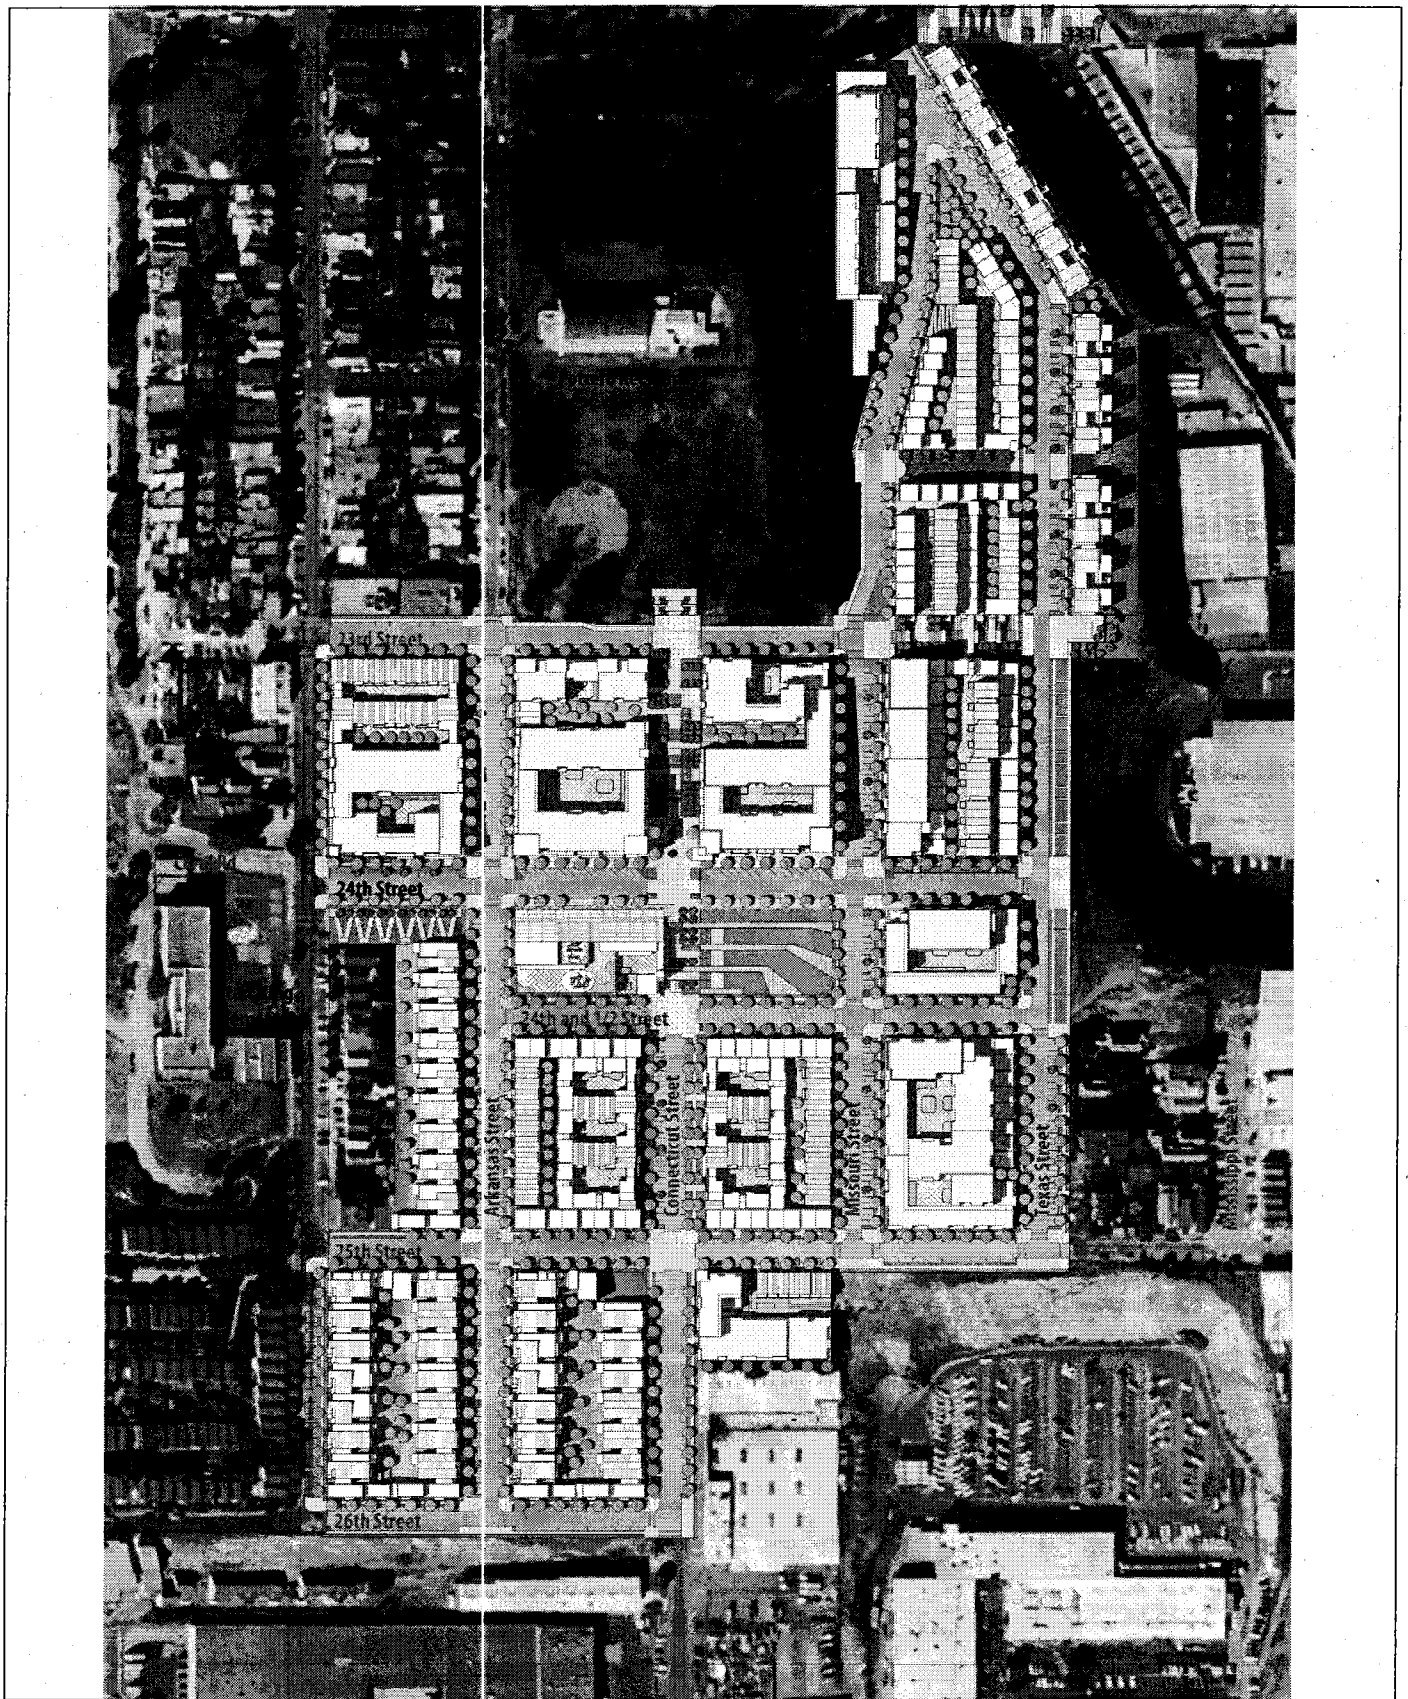 22nd Street
23rd Street
24th Street
24th and 1/2 Street
Arkansas Street
Connecticut Street
Missouri Street
Texas Street
Mississippi Street
25th Street
26th Street